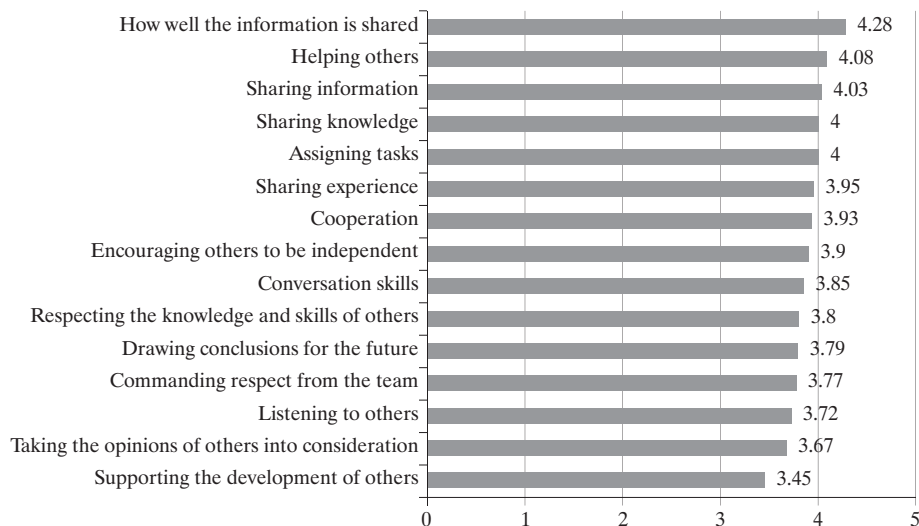 How well the information is shared 4.28
Helping others 4.08
Sharing information 4.03
Sharing knowledge 4
Assigning tasks 4
Sharing experience 3.95
Cooperation 3.93
Encouraging others to be independent 3.9
Conversation skills 3.85
Respecting the knowledge and skills of others 3.8
Drawing conclusions for the future 3.79
Commanding respect from the team 3.77
Listening to others 3.72
Taking the opinions of others into consideration 3.67
Supporting the development of others 3.45
0 1 2 3 4 5